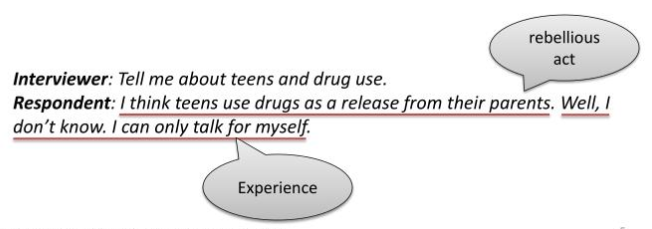 rebellious
act
Interviewer: Tell me about teens and drug use.
Respondent: I think teens use drugs as a release from their parents. Well, I
don’t know. I can only talk for myself.
Experience